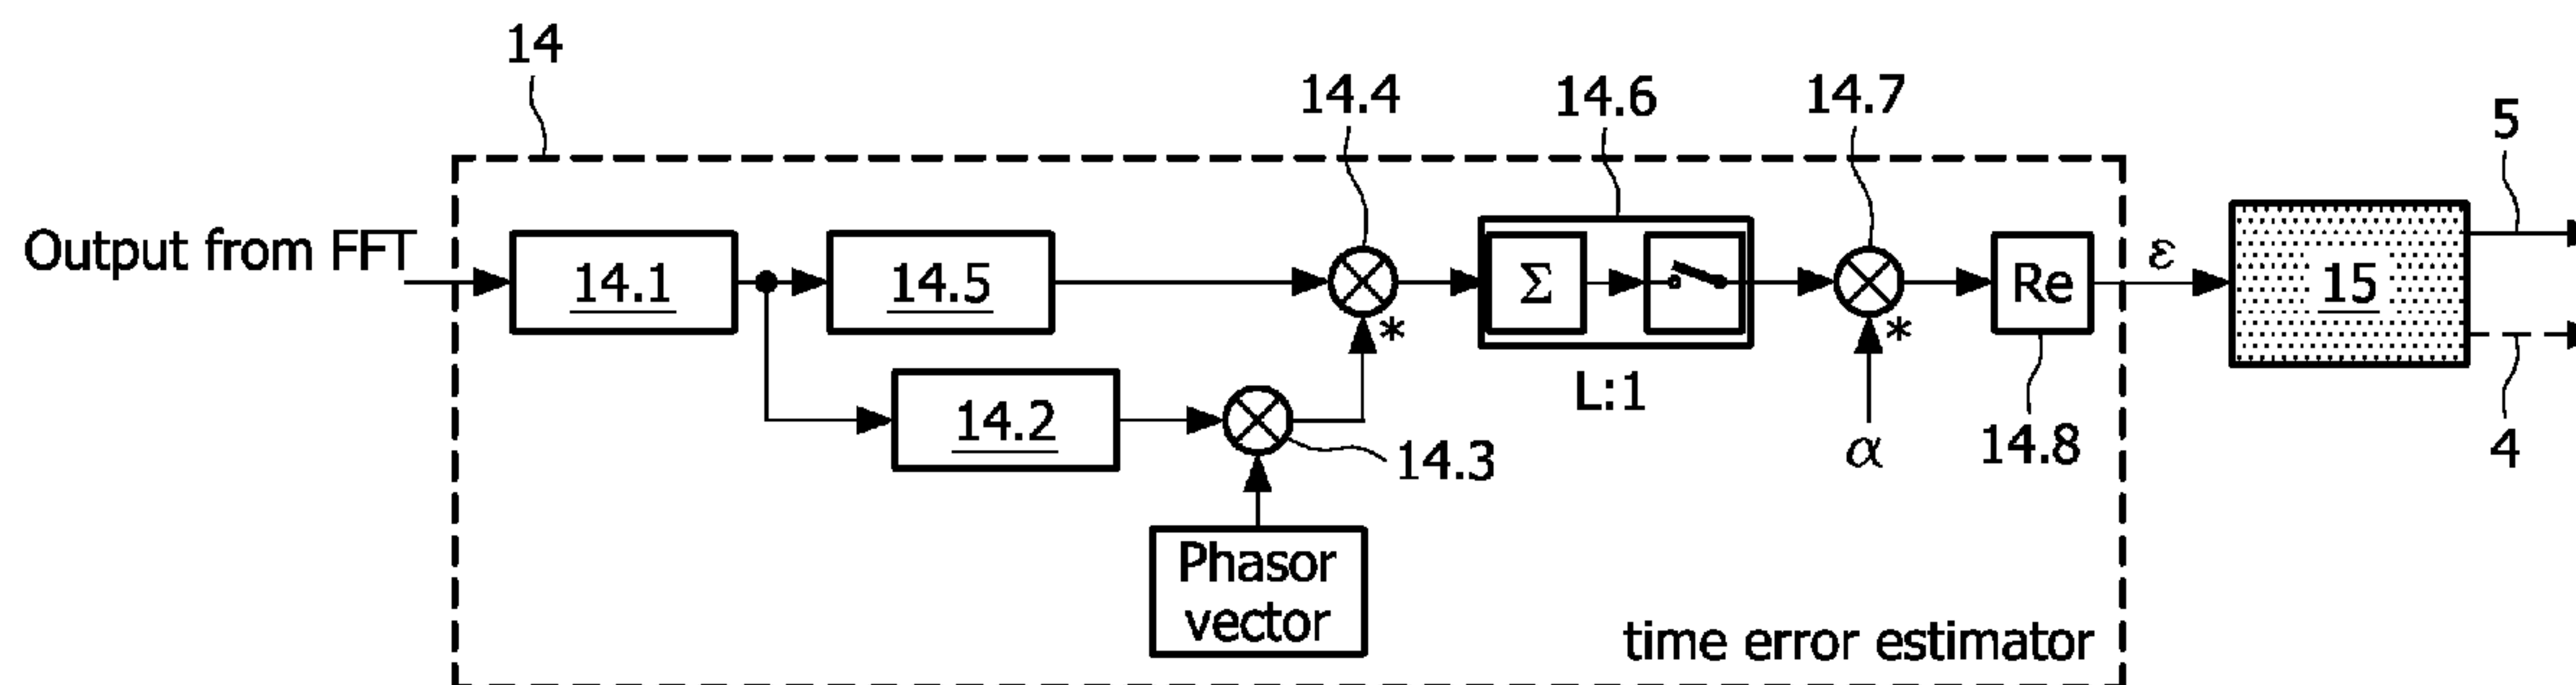 14
14.4
14.6
14.7
5
Output from FFT
14.1
14.5
*
Σ
L:1
*
Re
ε
15
14.2
14.3
α
14.8
4
Phasor
vector
time error estimator